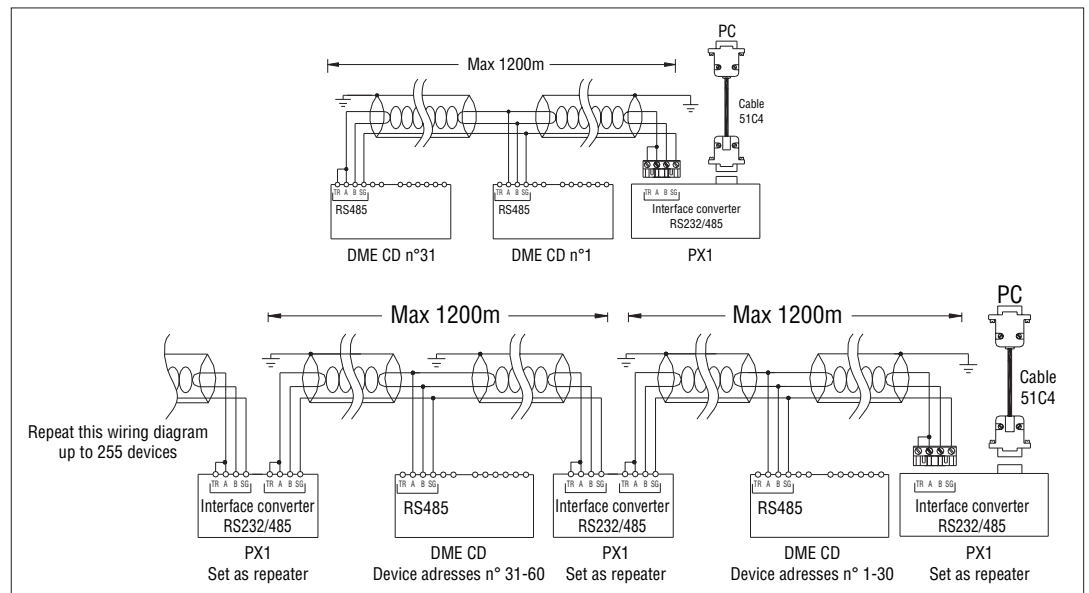 PC
Max 1200m
Cable
51C4
TR A B SG
RS485
TR A B SG
RS485
TR A B SG
Interface converter
RS232/485
DME CD n°31
DME CD n°1
PX1
PC
Max 1200m
Max 1200m
Cable
51C4
Repeat this wiring diagram
up to 255 devices
TR A B SG
TR A B SG
Interface converter
RS232/485
TR A B SG
RS485
TR A B SG
TR A B SG
Interface converter
RS232/485
TR A B SG
RS485
TR A B SG
Interface converter
RS232/485
PX1
Set as repeater
DME CD
Device adresses n° 31-60
PX1
Set as repeater
DME CD
Device adresses n° 1-30
PX1
Set as repeater